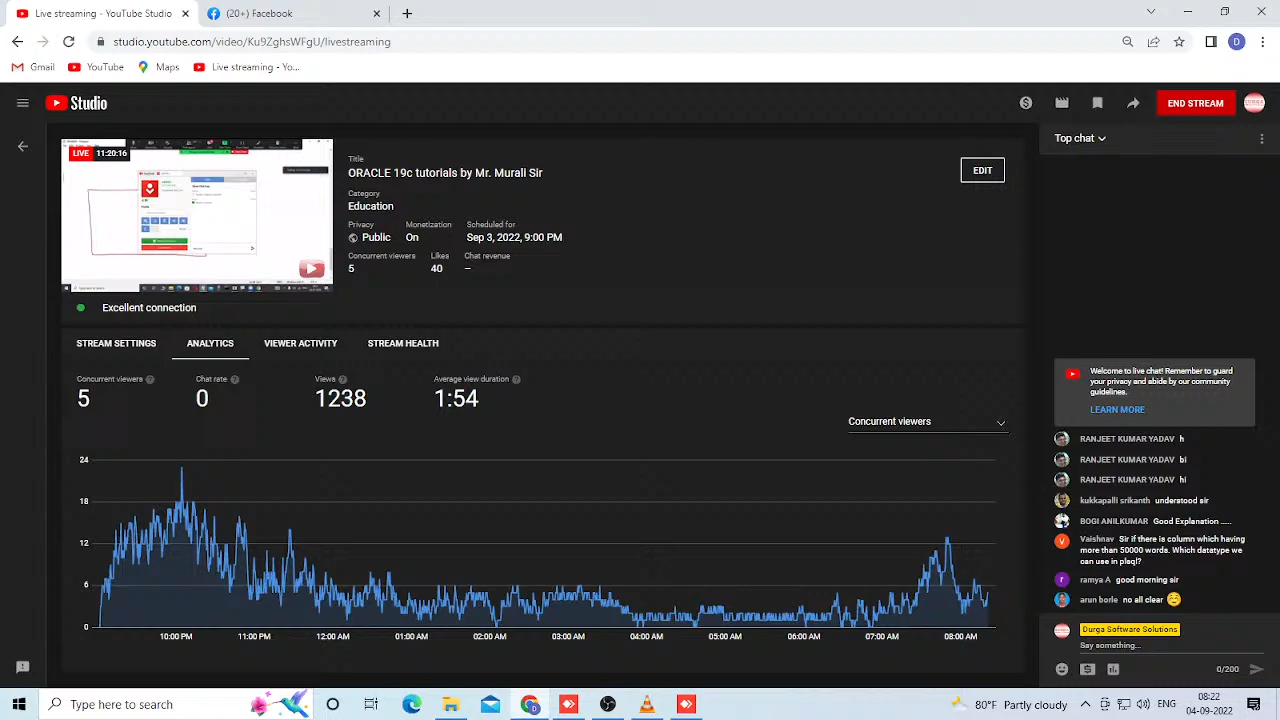 Live streaming - YouTube Studio
(20+) Facebook
studio.youtube.com/video/Ku9ZghsWFgU/livestreaming
Gmail
YouTube
Maps
Live streaming - Yo...
Studio
END STREAM
Top chat
LIVE 11:20:16
Title
ORACLE 19c Tutorials by Mr. Murali Sir
EDIT
Category
Education
Privacy Monetization Scheduled for
Public On Sep 3, 2022, 9:00 PM
Concurrent viewers Likes Chat revenue
5 40 –
Excellent connection
STREAM SETTINGS ANALYTICS VIEWER ACTIVITY STREAM HEALTH
Concurrent viewers Chat rate Views Average view duration
5 0 1238 1:54
Concurrent viewers
24
18
12
6
0
10:00 PM 11:00 PM 12:00 AM 01:00 AM 02:00 AM 03:00 AM 04:00 AM 05:00 AM 06:00 AM 07:00 AM 08:00 AM
Welcome to live chat! Remember to guard
your privacy and abide by our community
guidelines.
LEARN MORE
RANJEET KUMAR YADAV h
RANJEET KUMAR YADAV bi
RANJEET KUMAR YADAV hi
kukkapalli srikanth understood sir
BOGI ANILKUMAR Good Explanation ......
Vaishnav Sir if there is column which having
more than 50000 words. Which datatype we
can use in plsql?
ramya A good morning sir
arun borle no all clear
Durga Software Solutions
Say something...
0/200
Type here to search
80°F Partly cloudy
ENG
08:22
04-09-2022